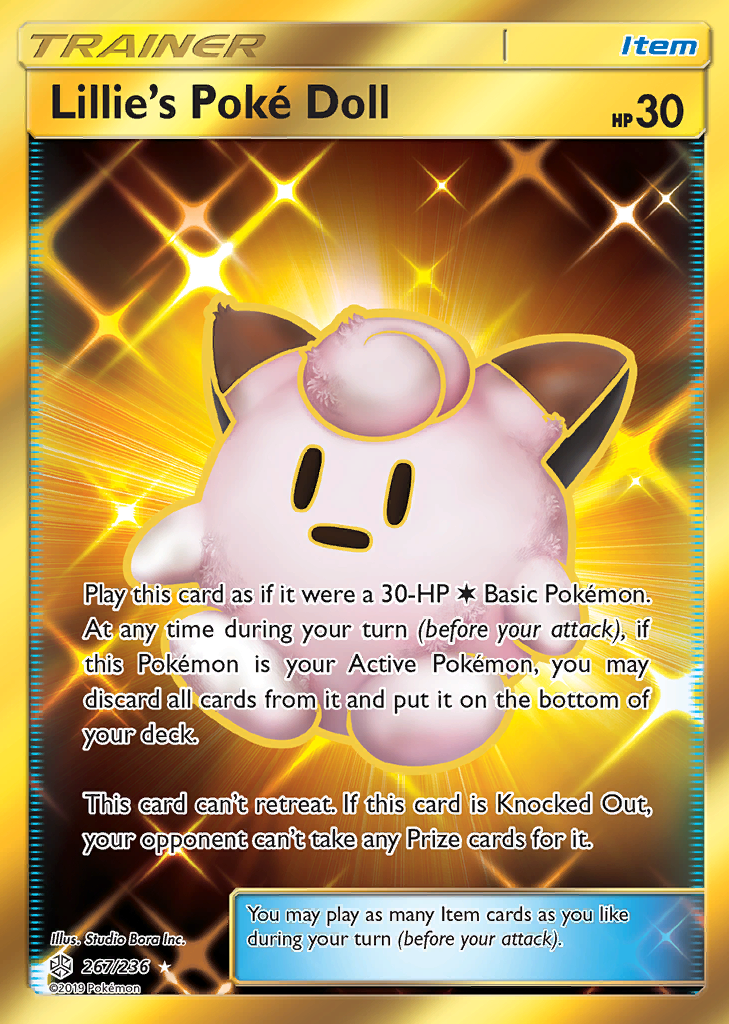 TRAINER Item
Lillie's Poké Doll HP 30
Play this card as if it were a 30-HP Basic Pokémon.
At any time during your turn (before your attack), if
this Pokémon is your Active Pokémon, you may
discard all cards from it and put it on the bottom of
your deck.
This card can't retreat. If this card is Knocked Out,
your opponent can't take any Prize cards for it.
You may play as many Item cards as you like
during your turn (before your attack).
Illus. Studio Bora Inc.
267/236
©2019 Pokémon